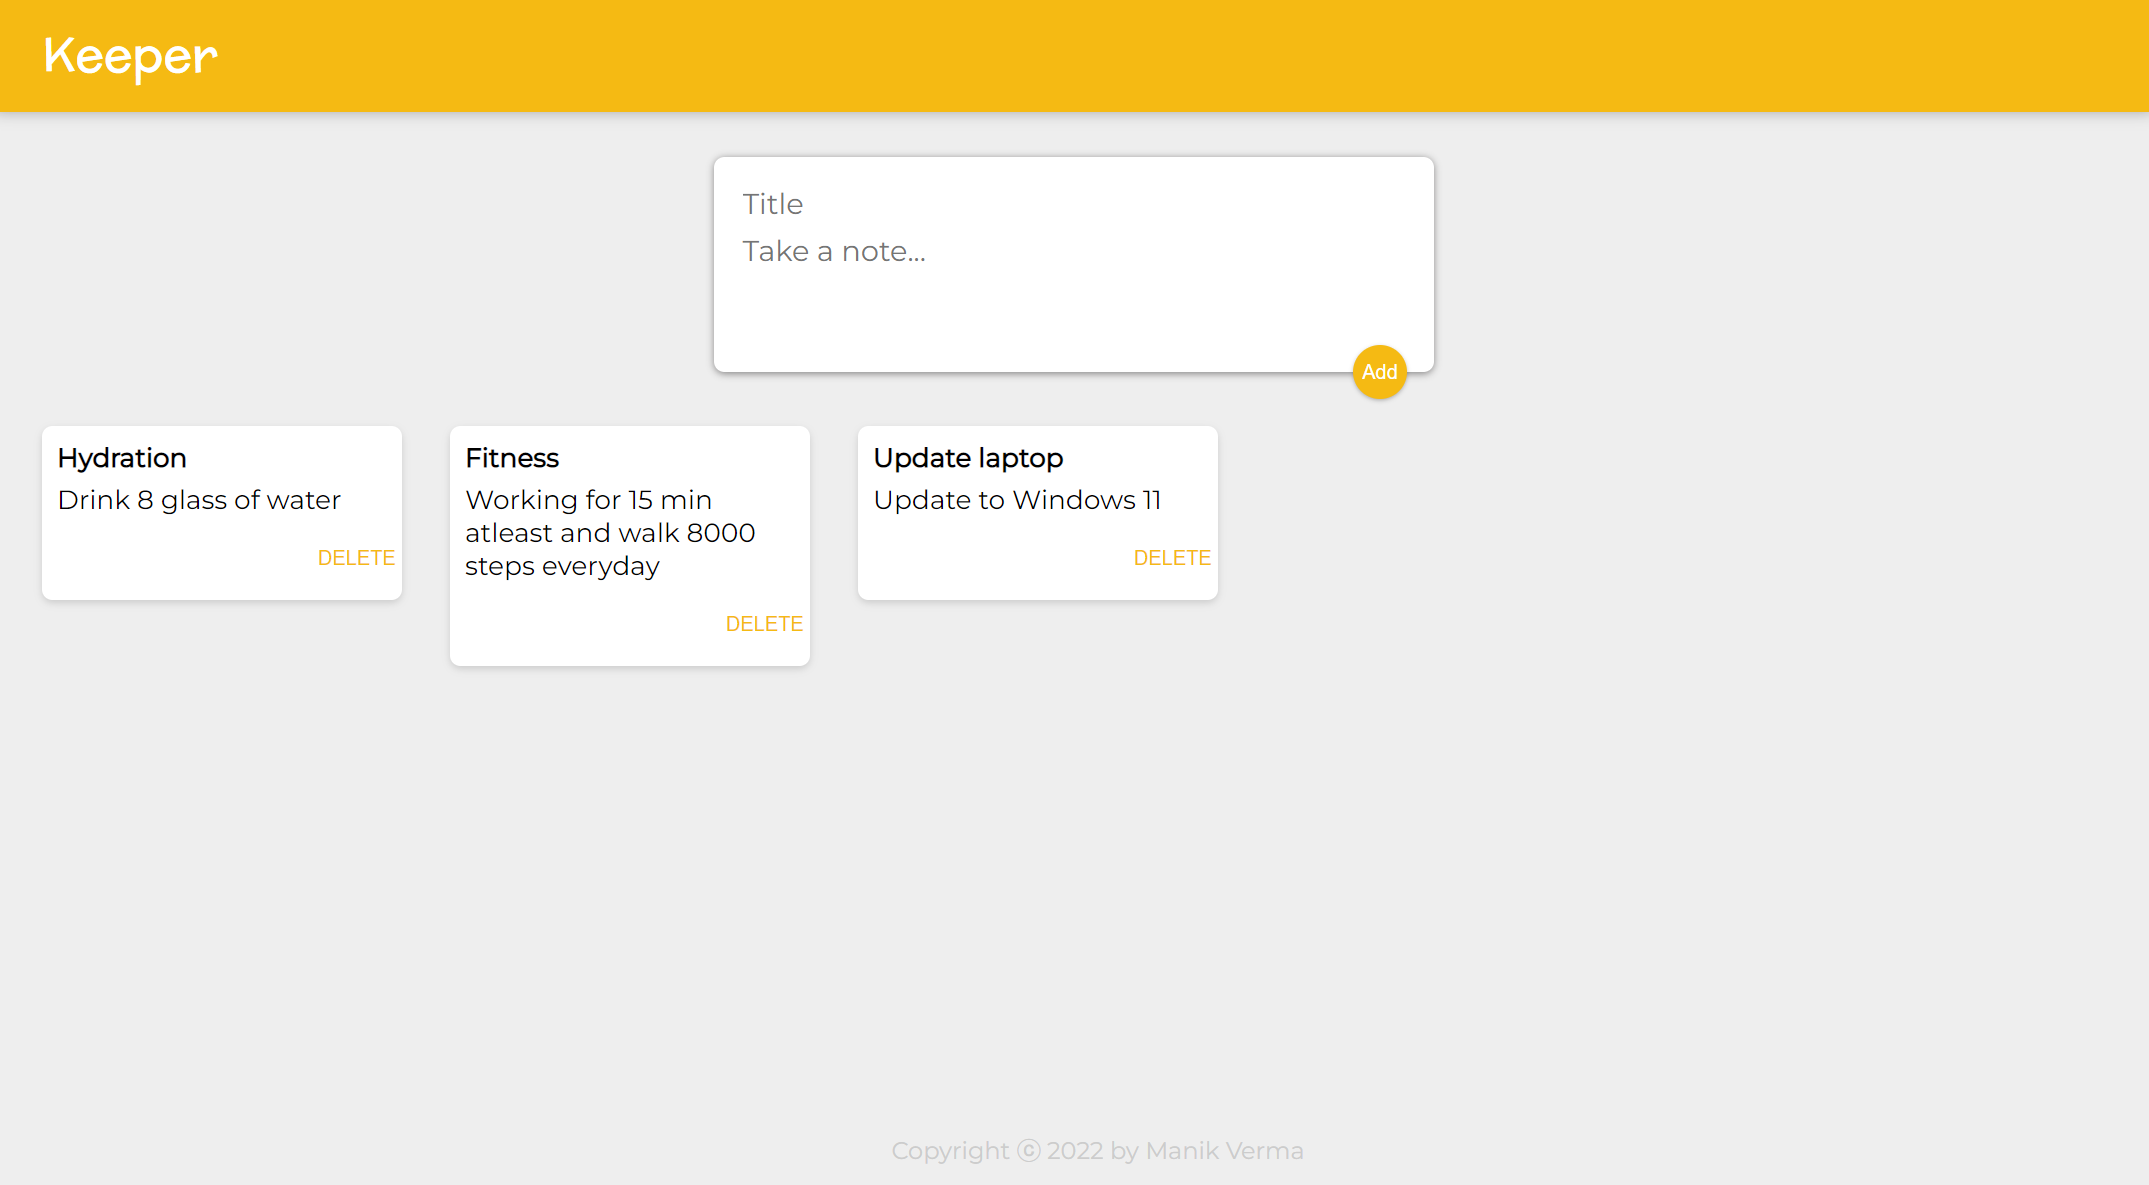 Keeper
Title
Take a note...
Add
Hydration
Drink 8 glass of water
DELETE
Fitness
Working for 15 min
atleast and walk 8000
steps everyday
DELETE
Update laptop
Update to Windows 11
DELETE
Copyright ⓒ 2022 by Manik Verma